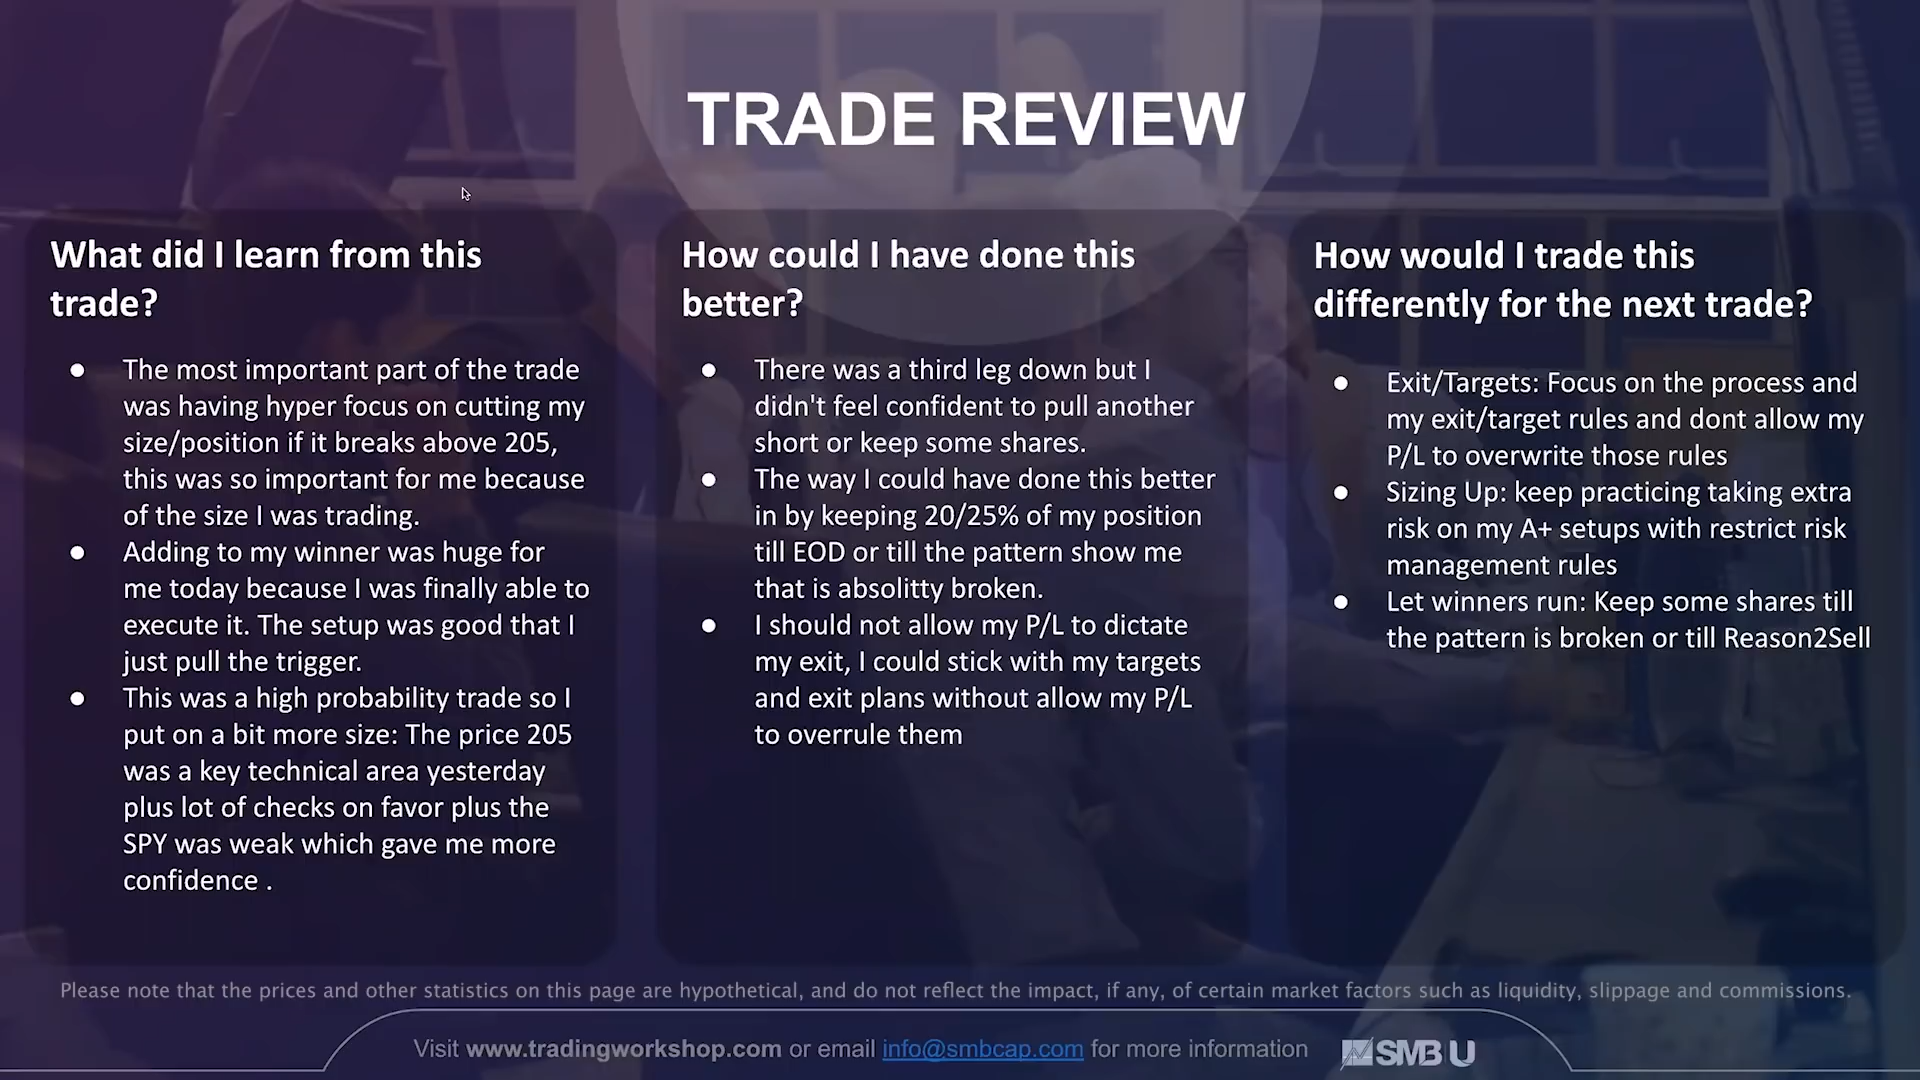 TRADE REVIEW
What did I learn from this
trade?
● The most important part of the trade
was having hyper focus on cutting my
size/position if it breaks above 205,
this was so important for me because
of the size I was trading.
● Adding to my winner was huge for
me today because I was finally able to
execute it. The setup was good that I
just pull the trigger.
● This was a high probability trade so I
put on a bit more size: The price 205
was a key technical area yesterday
plus lot of checks on favor plus the
SPY was weak which gave me more
confidence .
How could I have done this
better?
● There was a third leg down but I
didn't feel confident to pull another
short or keep some shares.
● The way I could have done this better
in by keeping 20/25% of my position
till EOD or till the pattern show me
that is absolitty broken.
● I should not allow my P/L to dictate
my exit, I could stick with my targets
and exit plans without allow my P/L
to overrule them
How would I trade this
differently for the next trade?
● Exit/Targets: Focus on the process and
my exit/target rules and dont allow my
P/L to overwrite those rules
● Sizing Up: keep practicing taking extra
risk on my A+ setups with restrict risk
management rules
● Let winners run: Keep some shares till
the pattern is broken or till Reason2Sell
Please note that the prices and other statistics on this page are hypothetical, and do not reflect the impact, if any, of certain market factors such as liquidity, slippage and commissions.
Visit www.tradingworkshop.com or email info@smbcap.com for more information
SMB U